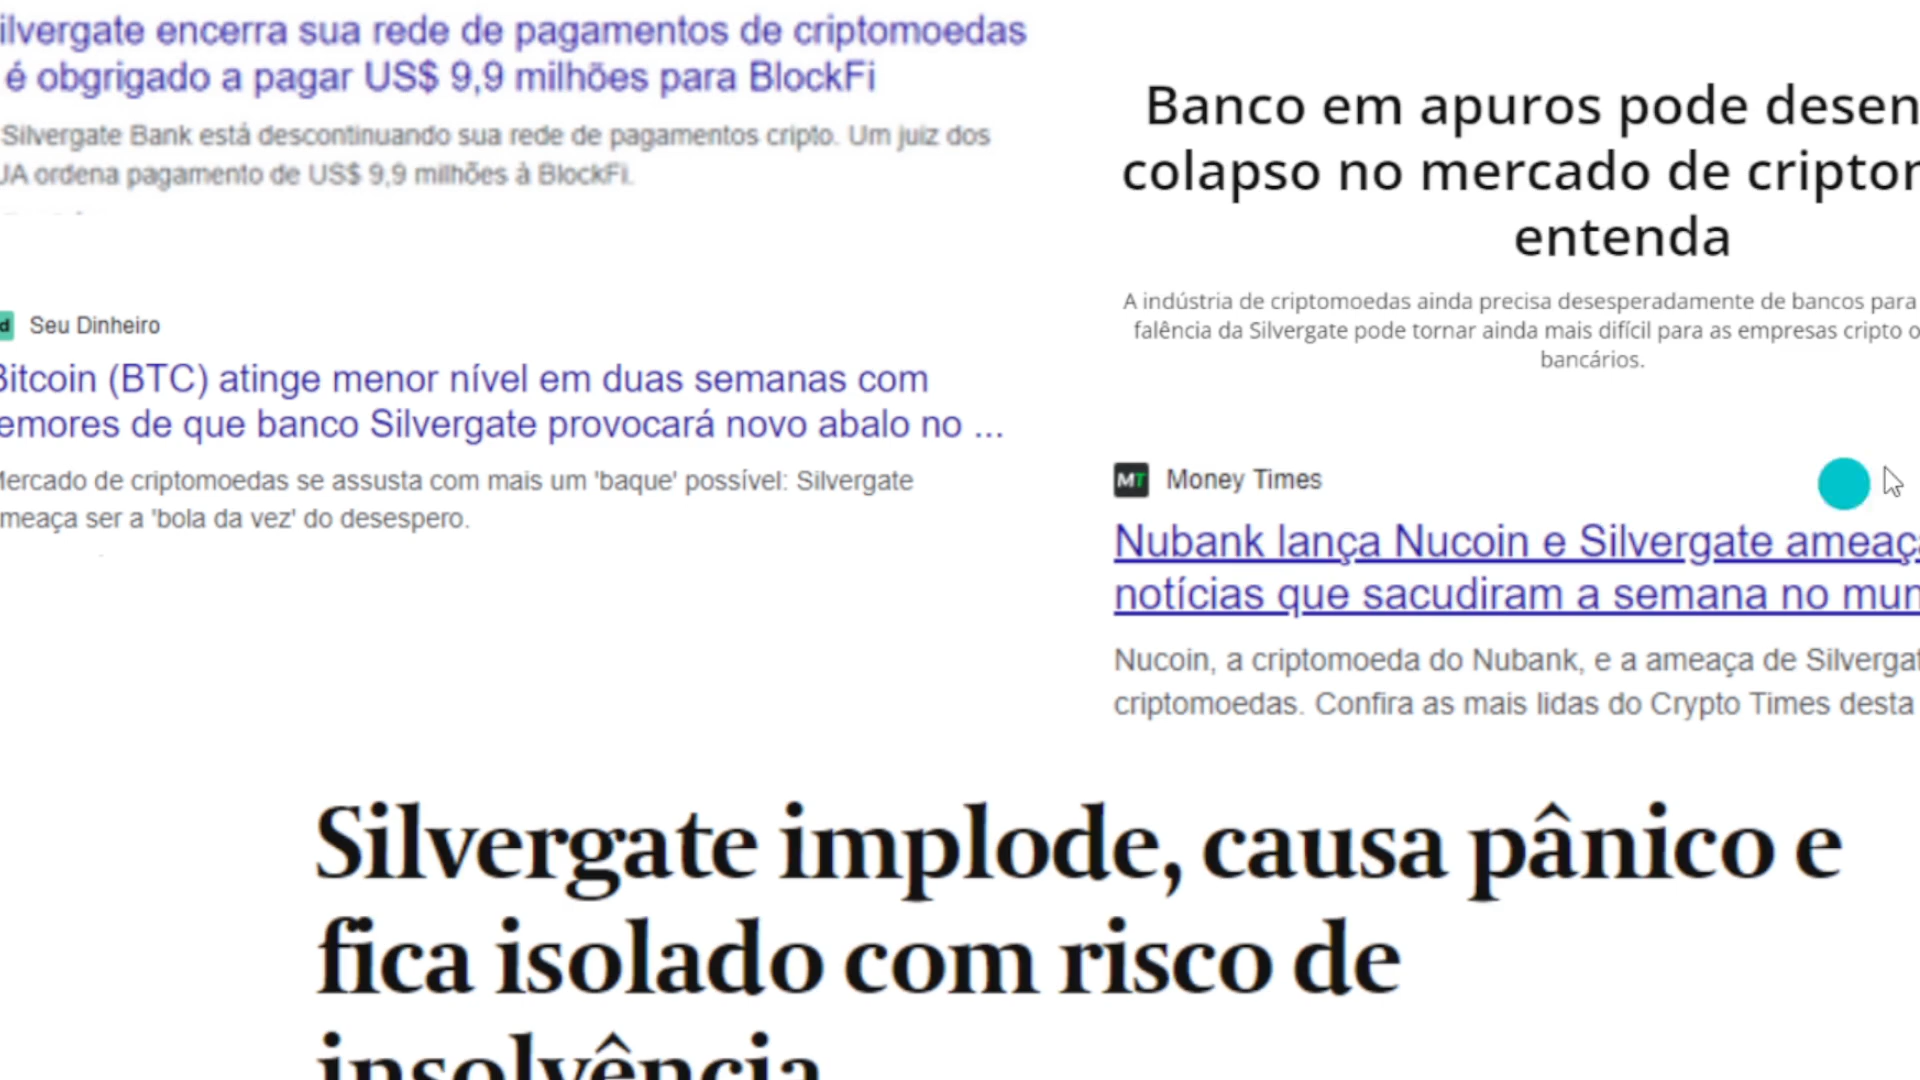 ilvergate encerra sua rede de pagamentos de criptomoedas
é obgrigado a pagar US$ 9,9 milhões para BlockFi
Silvergate Bank está descontinuando sua rede de pagamentos cripto. Um juiz dos
UA ordena pagamento de US$ 9,9 milhões à BlockFi.
d Seu Dinheiro
Bitcoin (BTC) atinge menor nível em duas semanas com
emores de que banco Silvergate provocará novo abalo no ...
Mercado de criptomoedas se assusta com mais um 'baque' possível: Silvergate
meaça ser a 'bola da vez' do desespero.
Banco em apuros pode desen
colapso no mercado de cripto
entenda
A indústria de criptomoedas ainda precisa desesperadamente de bancos para
falência da Silvergate pode tornar ainda mais difícil para as empresas cripto o
bancários.
MT Money Times
Nubank lança Nucoin e Silvergate ameaç
notícias que sacudiram a semana no mun
Nucoin, a criptomoeda do Nubank, e a ameaça de Silvergat
criptomoedas. Confira as mais lidas do Crypto Times desta
Silvergate implode, causa pânico e
fica isolado com risco de
insolvência